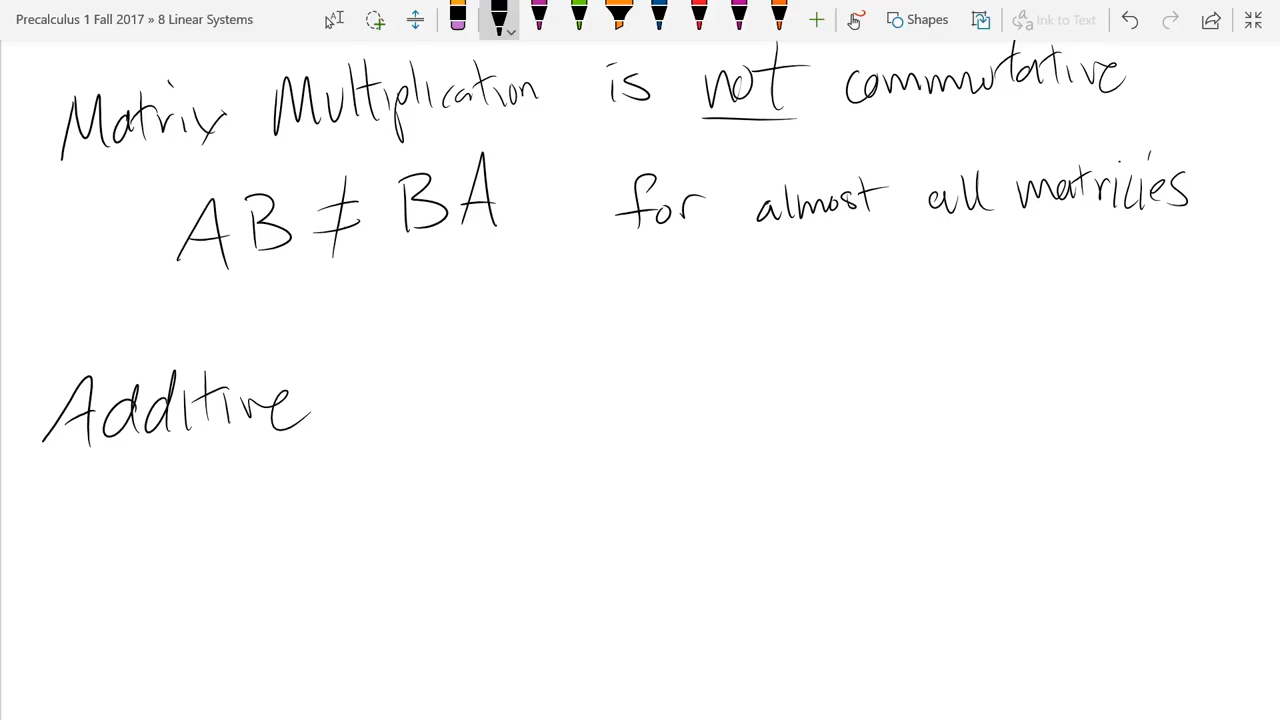 Precalculus 1 Fall 2017 » 8 Linear Systems Shapes Ink to Text
Matrix Multiplication is not commutative
AB ≠ BA for almost all matricies
Additive